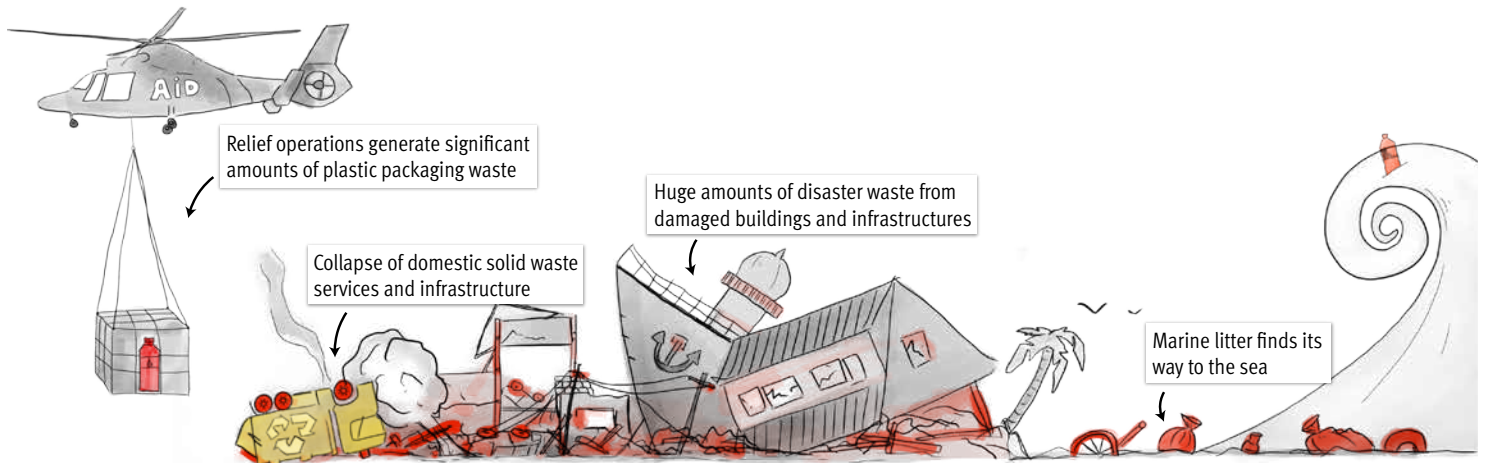 AiD
Relief operations generate significant
amounts of plastic packaging waste
Collapse of domestic solid waste
services and infrastructure
Huge amounts of disaster waste from
damaged buildings and infrastructures
Marine litter finds its
way to the sea